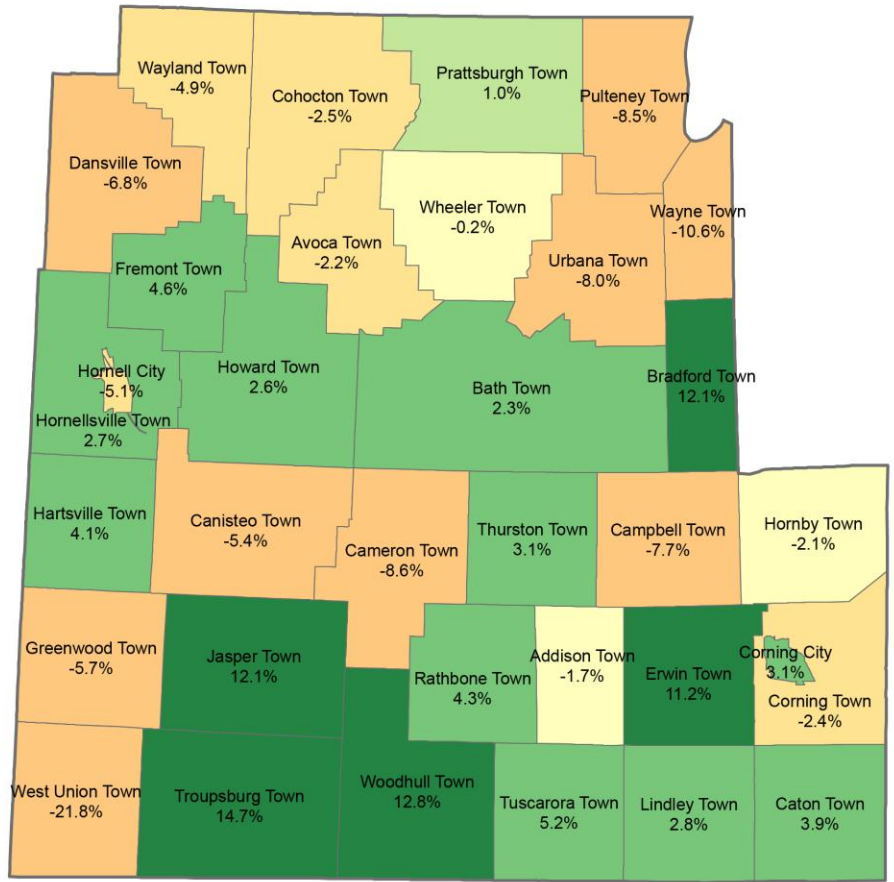 Wayland Town
-4.9%
Cohocton Town
-2.5%
Prattsburgh Town
1.0%
Pulteney Town
-8.5%
Dansville Town
-6.8%
Wheeler Town
-0.2%
Wayne Town
-10.6%
Avoca Town
-2.2%
Urbana Town
-8.0%
Fremont Town
4.6%
Hornell City
-5.1%
Howard Town
2.6%
Bath Town
2.3%
Bradford Town
12.1%
Hornellsville Town
2.7%
Hartsville Town
4.1%
Canisteo Town
-5.4%
Cameron Town
-8.6%
Thurston Town
3.1%
Campbell Town
-7.7%
Hornby Town
-2.1%
Greenwood Town
-5.7%
Jasper Town
12.1%
Rathbone Town
4.3%
Addison Town
-1.7%
Erwin Town
11.2%
Corning City
3.1%
Corning Town
-2.4%
West Union Town
-21.8%
Troupsburg Town
14.7%
Woodhull Town
12.8%
Tuscarora Town
5.2%
Lindley Town
2.8%
Caton Town
3.9%